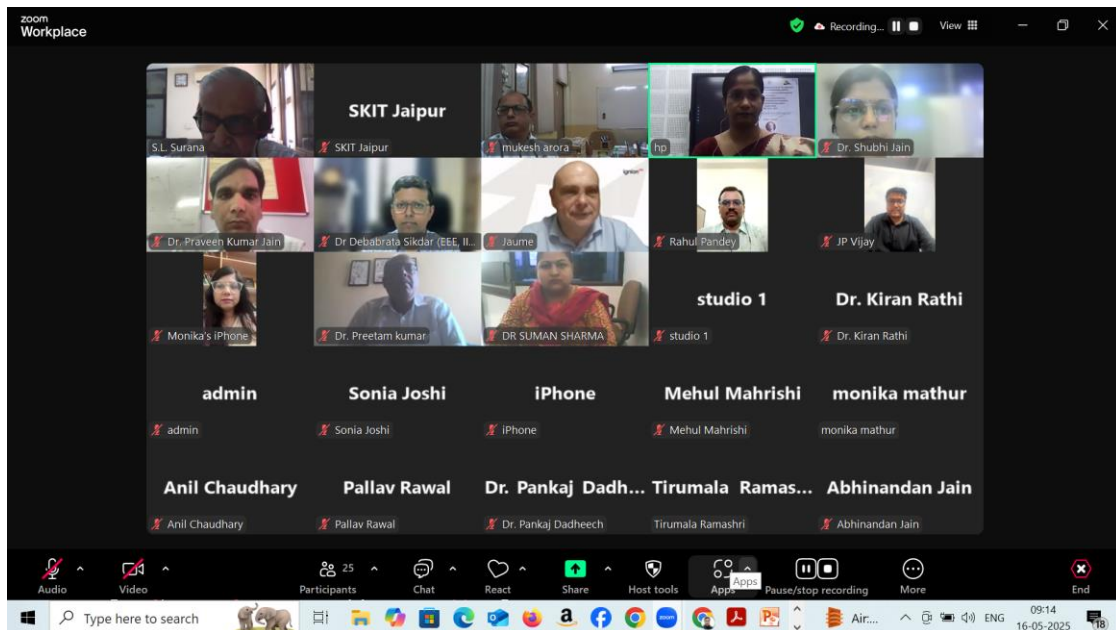 zoom
Workplace
Recording...
View
S.L. Surana
SKIT Jaipur
SKIT Jaipur
mukesh arora
hp
Dr. Shubhi Jain
Dr. Praveen Kumar Jain
Dr Debabrata Sikdar (EEE, II...
Jaume
Rahul Pandey
JP Vijay
Monika's iPhone
Dr. Preetam kumar
DR SUMAN SHARMA
studio 1
studio 1
Dr. Kiran Rathi
Dr. Kiran Rathi
admin
admin
Sonia Joshi
Sonia Joshi
iPhone
iPhone
Mehul Mahrishi
Mehul Mahrishi
monika mathur
monika mathur
Anil Chaudhary
Anil Chaudhary
Pallav Rawal
Pallav Rawal
Dr. Pankaj Dadh...
Dr. Pankaj Dadheech
Tirumala Ramas...
Tirumala Ramashri
Abhinandan Jain
Abhinandan Jain
Audio
Video
25
Participants
Chat
React
Share
Host tools
Apps
Apps
Pause/stop recording
More
End
Type here to search
Air:...
ENG
09:14
16-05-2025
18